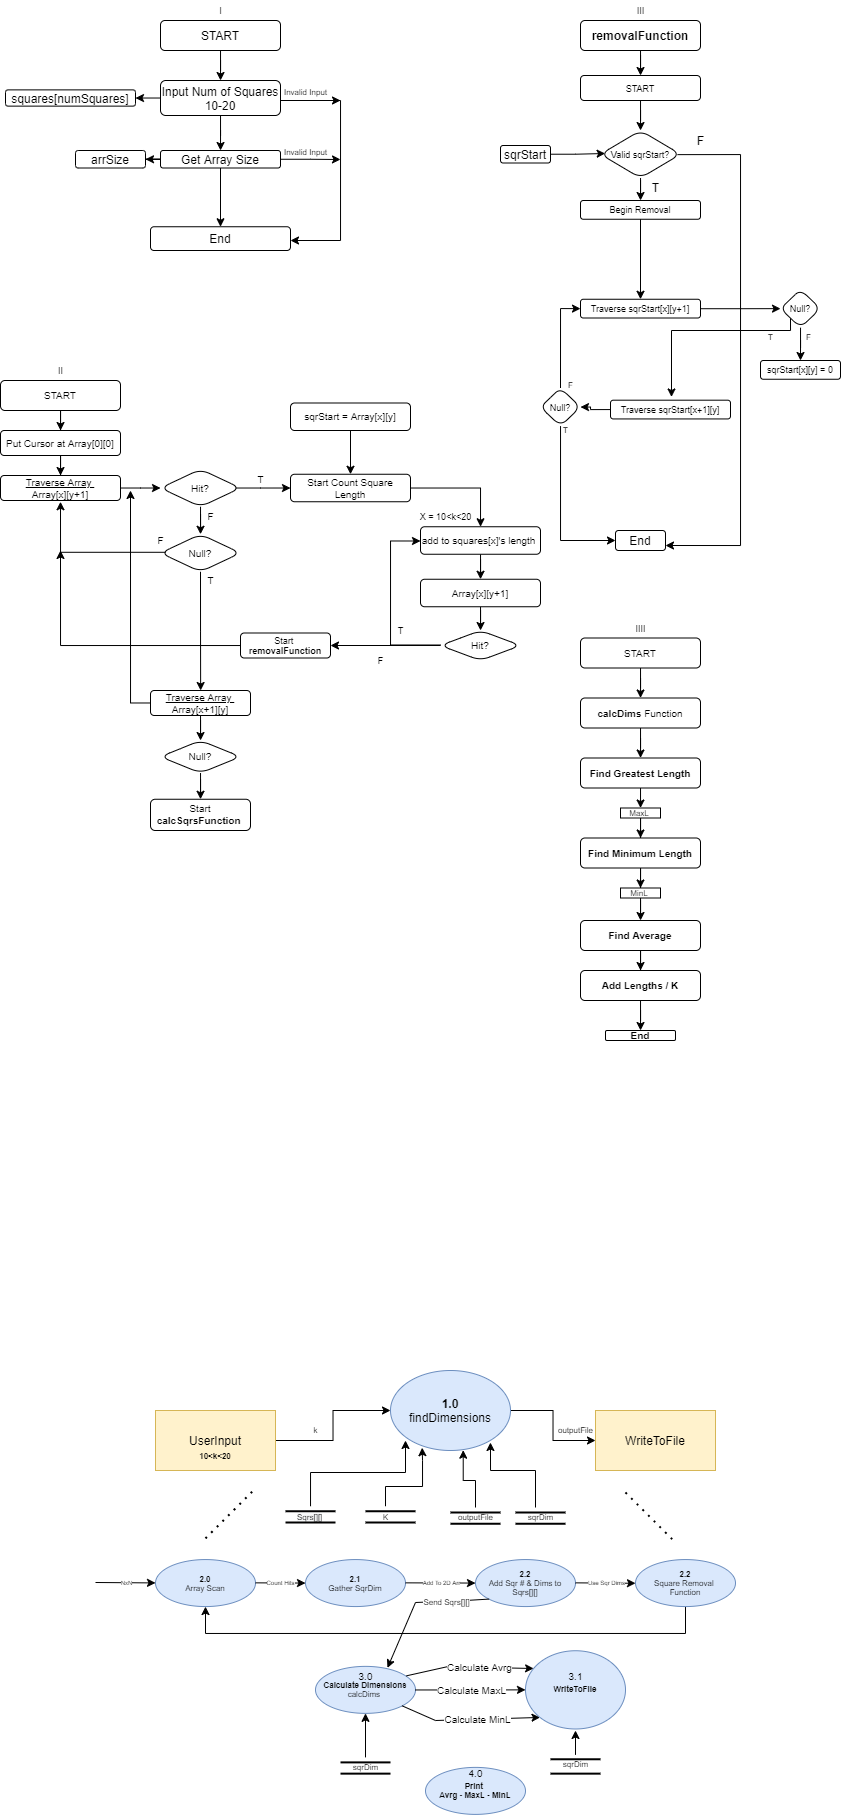 I
START
Input Num of Squares
10-20
Invalid Input
squares[numSquares]
Get Array Size
Invalid Input
arrSize
End
III
removalFunction
START
sqrStart
Valid sqrStart?
F
T
Begin Removal
Traverse sqrStart[x][y+1]
Null?
T
F
sqrStart[x][y] = 0
Traverse sqrStart[x+1][y]
Null?
F
T
End
II
START
Put Cursor at Array[0][0]
Traverse Array
Array[x][y+1]
Hit?
T
F
sqrStart = Array[x][y]
Start Count Square
Length
X = 10<k<20
add to squares[x]'s length
Array[x][y+1]
Hit?
T
F
Null?
F
T
Start
removalFunction
Traverse Array
Array[x+1][y]
Null?
Start
calcSqrsFunction
IIII
START
calcDims Function
Find Greatest Length
MaxL
Find Minimum Length
MinL
Find Average
Add Lengths / K
End
UserInput
10<k<20
k
1.0
findDimensions
outputFile
WriteToFile
Sqrs[][]
K
outputFile
sqrDim
NxN
2.0
Array Scan
Count Hits
2.1
Gather SqrDim
Add To 2D Arr
2.2
Add Sqr # & Dims to
Sqrs[][]
Use Sqr Dims
2.2
Square Removal
Function
Send Sqrs[][]
3.0
Calculate Dimensions
calcDims
Calculate Avrg
Calculate MaxL
Calculate MinL
3.1
WriteToFile
sqrDim
sqrDim
4.0
Print
Avrg - MaxL - MinL